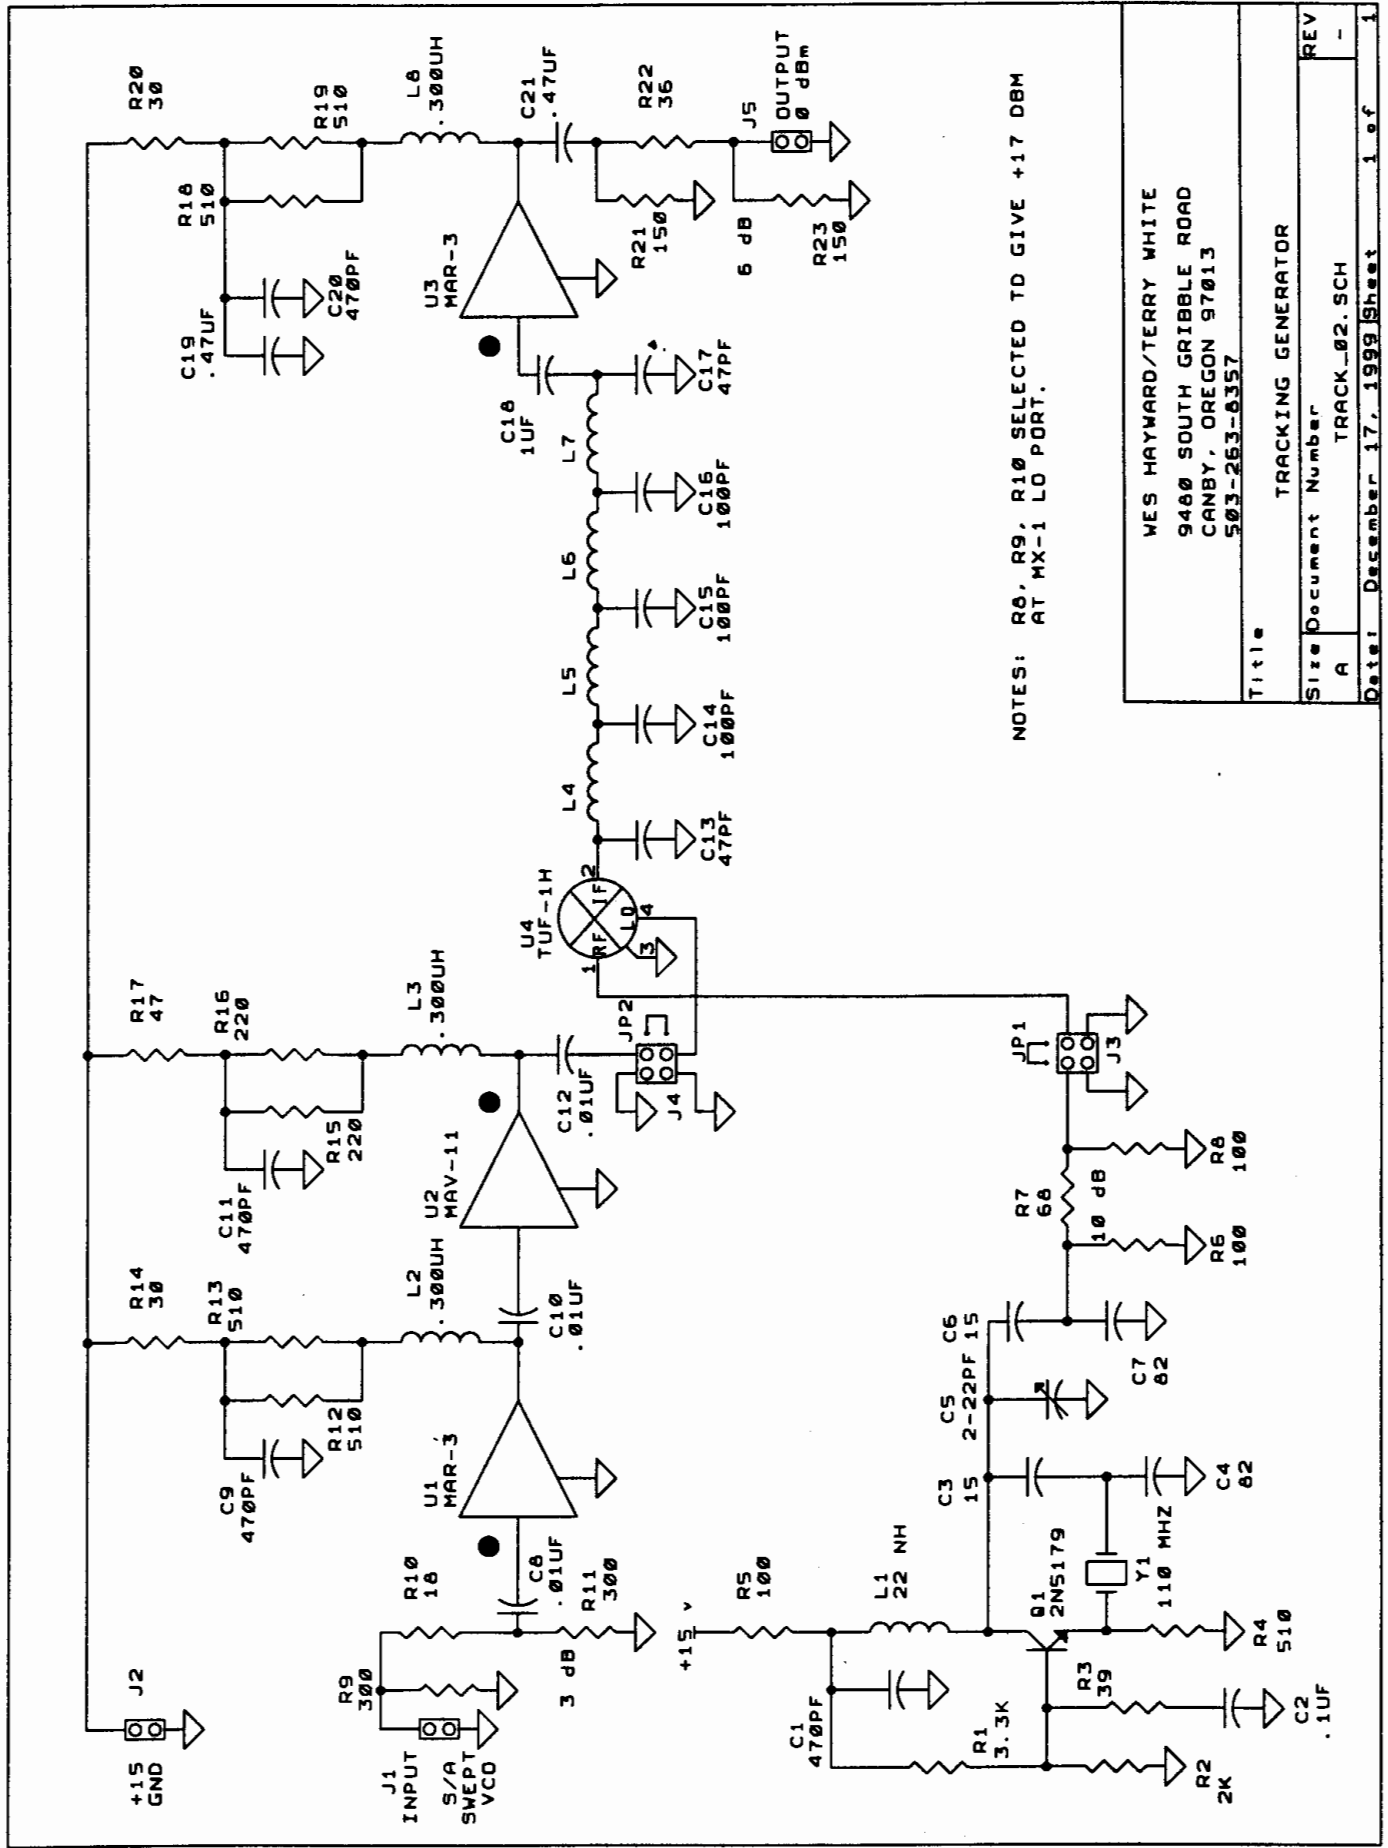 +15
GND
J2
R14
30
R13
510
R12
510
C9
470PF
L2
.300UH
C10
.01UF
U1
MAR-3
R17
47
R16
220
R15
220
C11
470PF
L3
.300UH
U2
MAV-11
C12
.01UF
JP2
J4
R20
30
R19
510
R18
510
C19
.47UF
C20
470PF
L8
.300UH
U3
MAR-3
C21
.47UF
R22
36
R21
150
6 dB
R23
150
J5
OUTPUT
0 dBm
J1
INPUT
S/A
SWEPT
VCO
R9
300
R10
18
C8
.01UF
R11
300
3 dB
U4
TUF-1H
1
RF
IF
2
LO
4
3
L4
L5
L6
L7
C13
47PF
C14
100PF
C15
100PF
C16
100PF
C17
47PF
C18
1UF
+15 v
R5
100
C1
470PF
L1
22 NH
R1
3.3K
R2
2K
R3
39
C2
.1UF
Q1
2N5179
R4
510
Y1
110 MHZ
C3
15
C4
82
C5
2-22PF
C6
15
C7
82
R7
68
10 dB
R6
100
R8
100
JP1
J3
NOTES: R8, R9, R10 SELECTED TO GIVE +17 DBM
AT MX-1 LO PORT.
WES HAYWARD/TERRY WHITE
9480 SOUTH GRIBBLE ROAD
CANBY, OREGON 97013
503-263-8357
Title
TRACKING GENERATOR
Size Document Number REV
A TRACK_02.SCH -
Date: December 17, 1999 Sheet 1 of 1